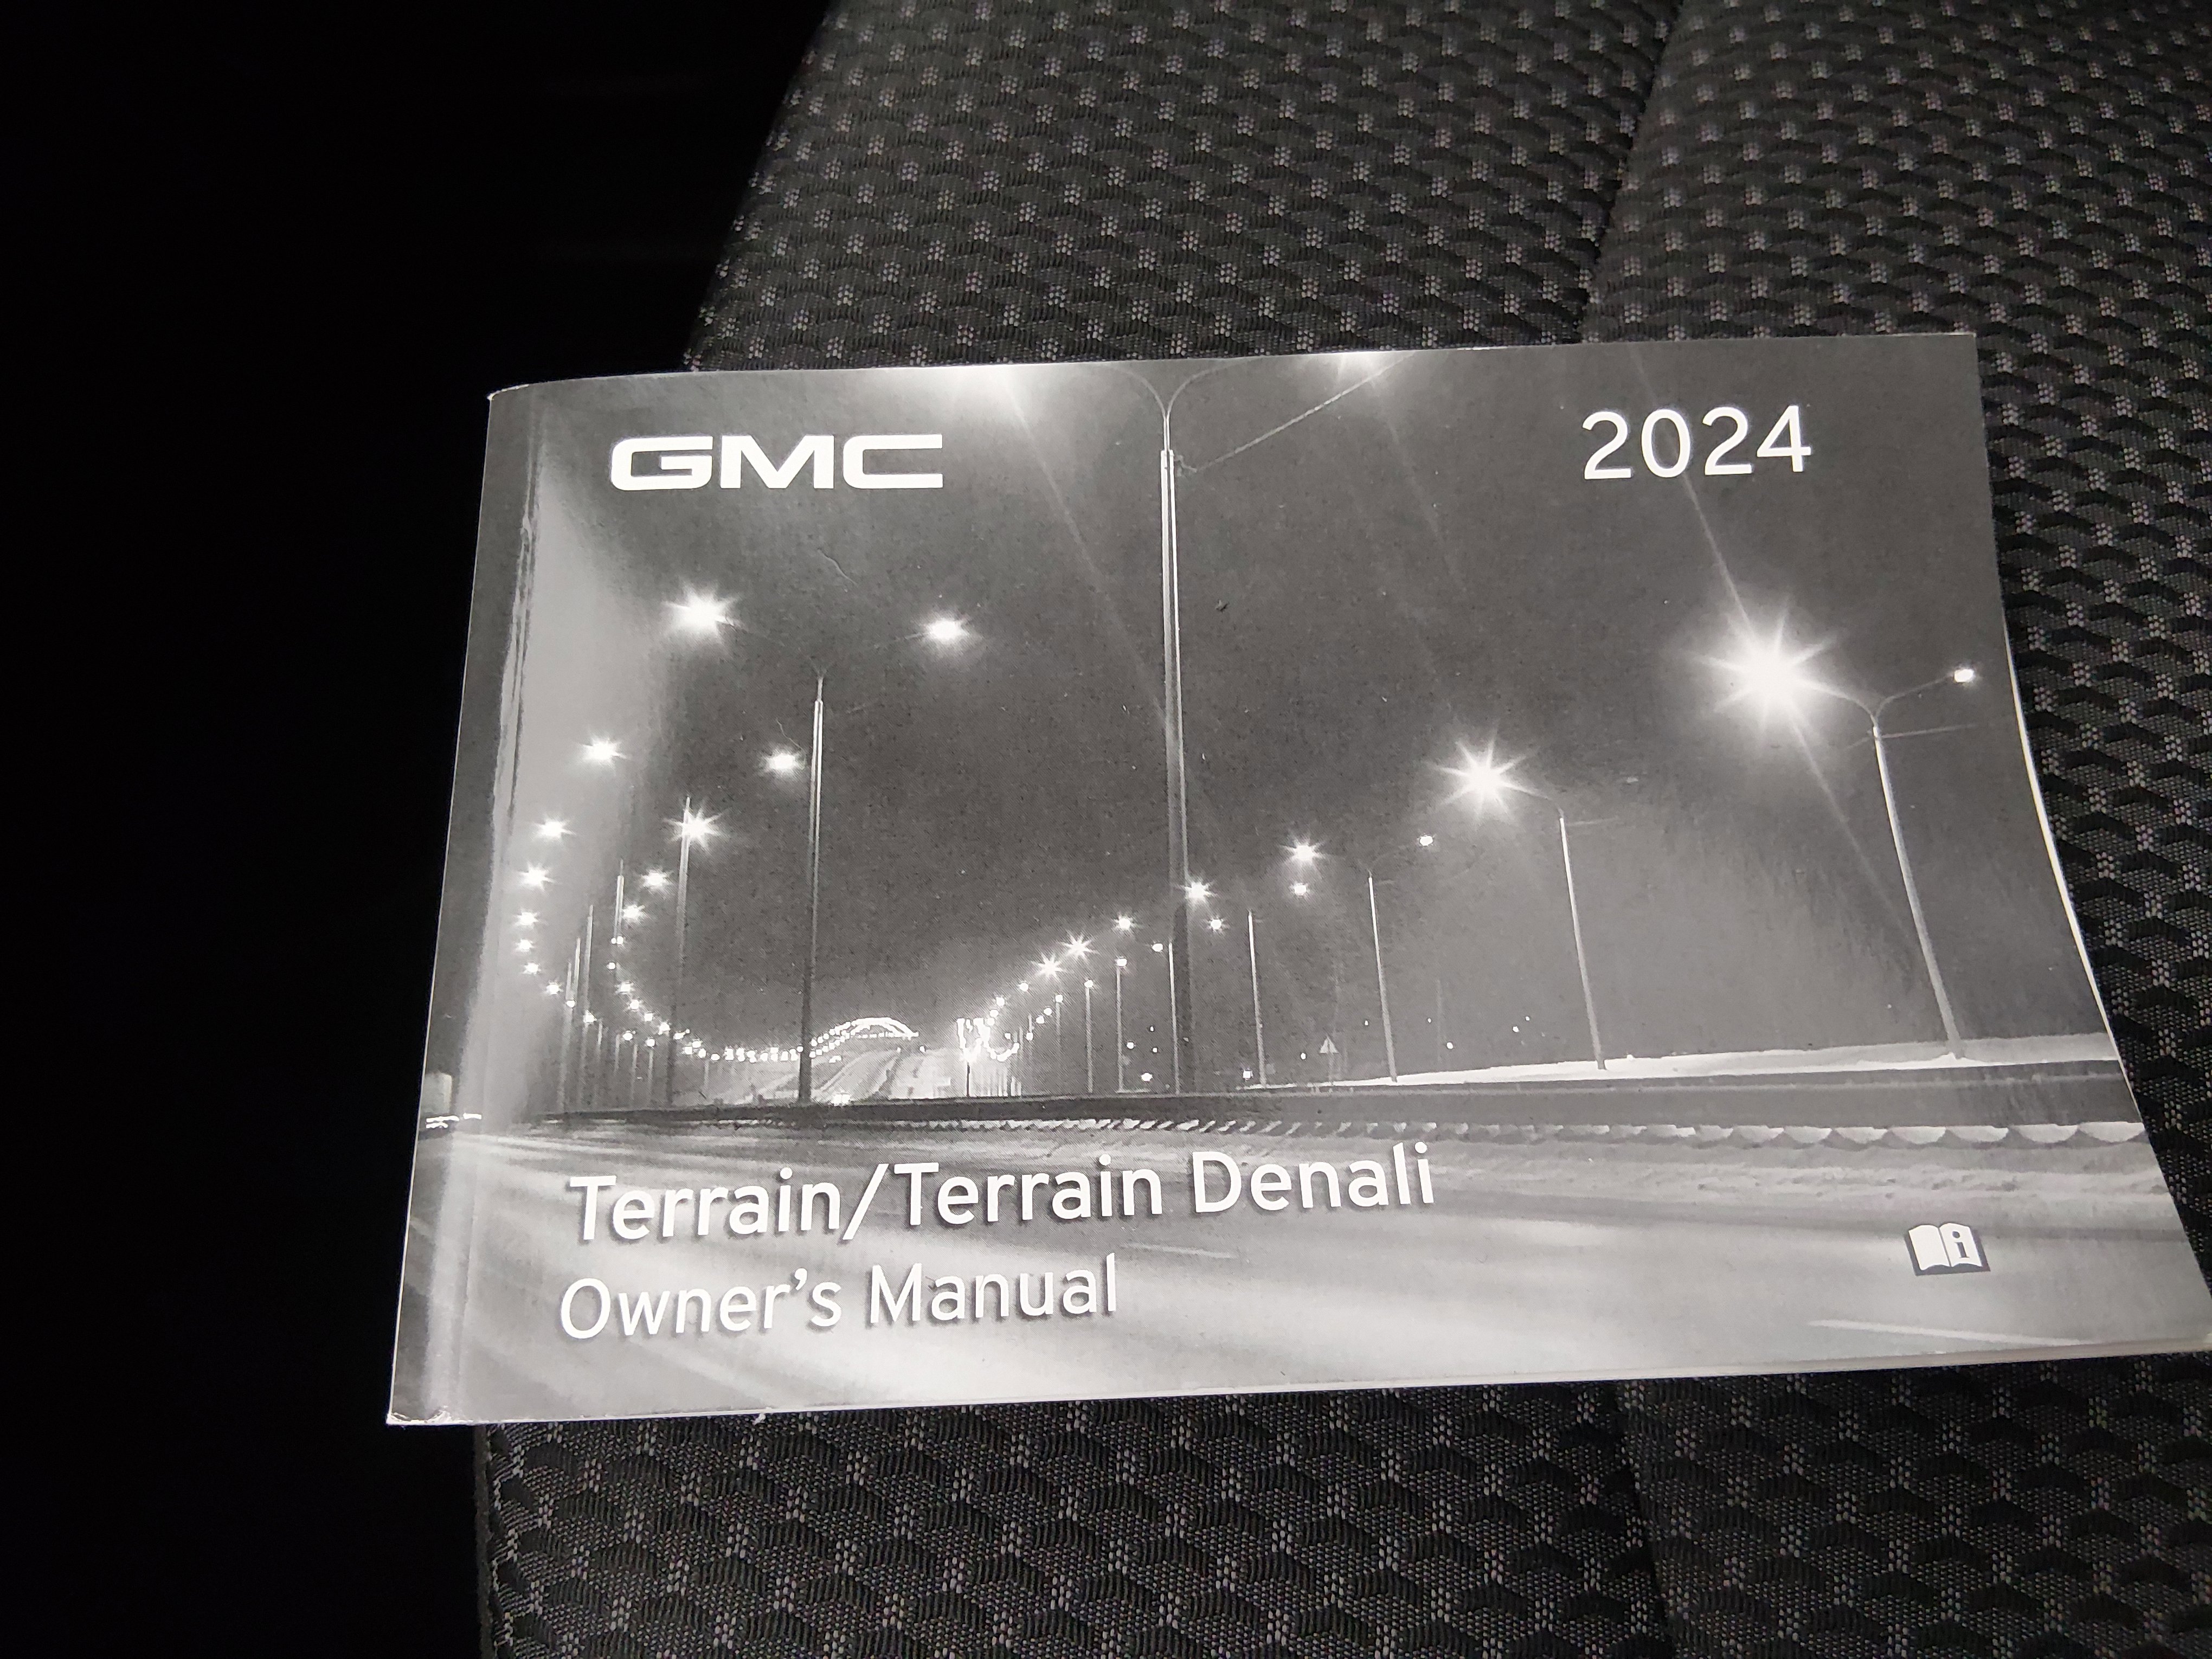 GMC
2024
Terrain/Terrain Denali
Owner's Manual